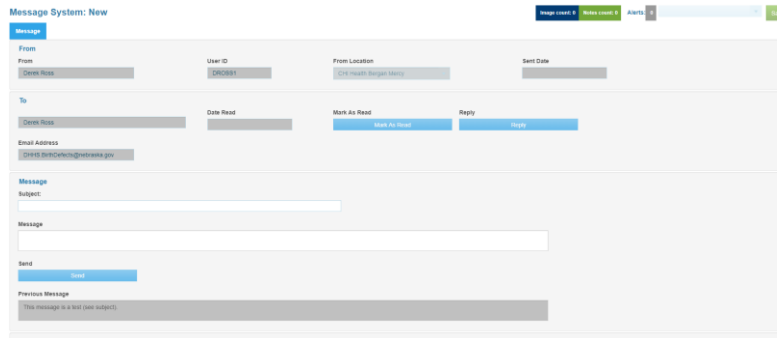 Message System: New
Image count: 0 Notes count: 0 Alerts: 0
Message
From
From User ID From Location Sent Date
Derek Ross DROSS1 CHI Health Bergan Mercy
To
Date Read Mark As Read Reply
Derek Ross Mark As Read Reply
Email Address
DHHS.BirthDefects@nebraska.gov
Message
Subject:
Message
Send
Send
Previous Message
This message is a test (see subject).